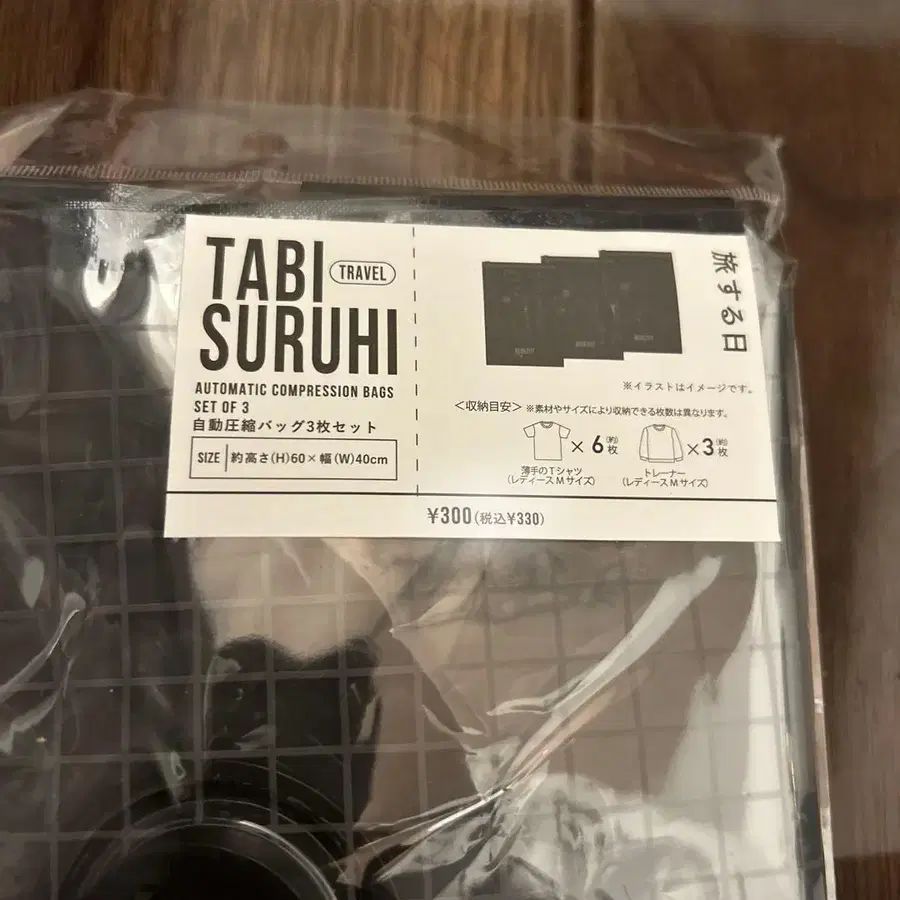 TABI
TRAVEL
SURUHI
AUTOMATIC COMPRESSION BAGS
SET OF 3
自動圧縮バッグ3枚セット
SIZE 約高さ(H)60×幅(W)40cm
旅する日
※イラストはイメージです。
<収納目安>※素材やサイズにより収納できる枚数は異なります。
×6(約)枚
薄手のTシャツ
(レディースMサイズ)
×3(約)枚
トレーナー
(レディースMサイズ)
¥300(税込¥330)